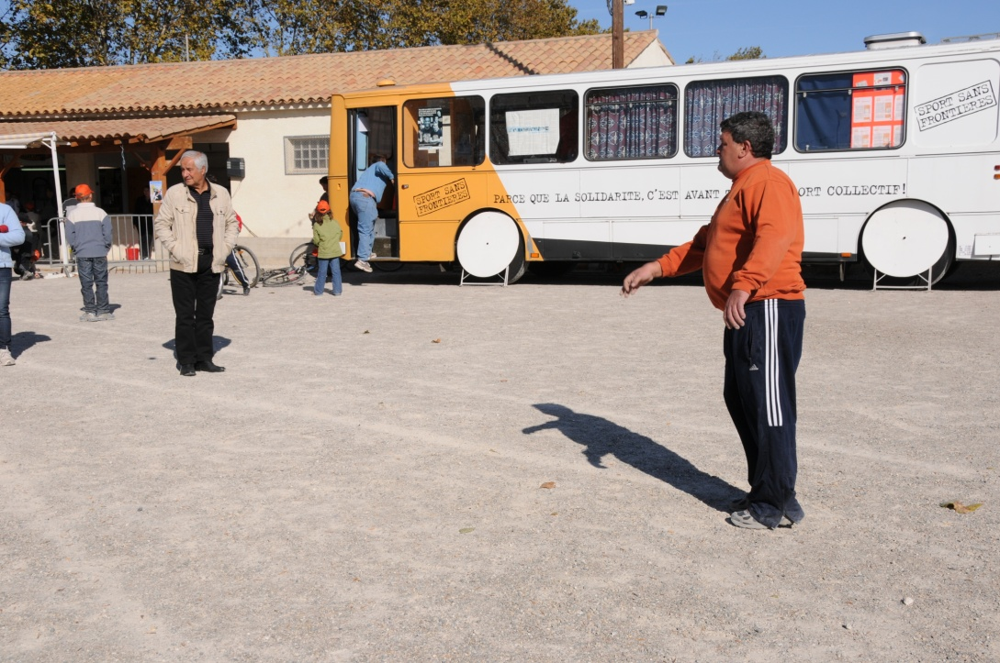 SPORT SANS
FRONTIERES
SPORT SANS
FRONTIERES
PARCE QUE LA SOLIDARITE, C'EST AVANT ORT COLLECTIF!